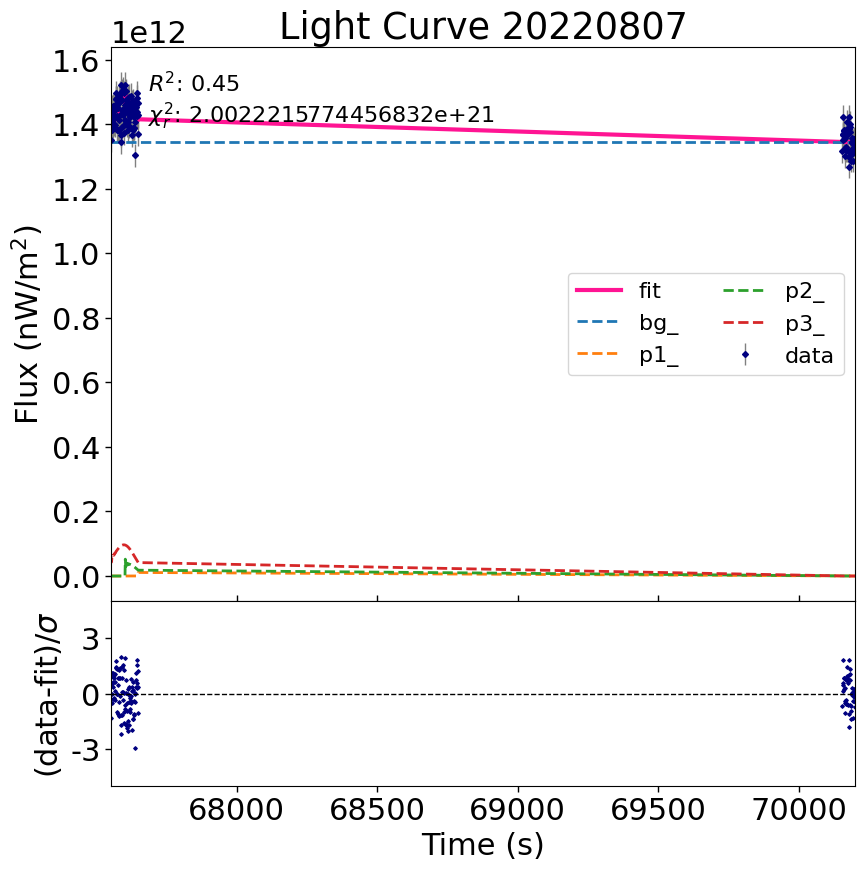 Light Curve 20220807
1e12
R²: 0.45
χ²ᵣ: 2.0022215774456832e+21
1.6
1.4
1.2
1.0
0.8
0.6
0.4
0.2
0.0
Flux (nW/m²)
fit
bg_
p1_
p2_
p3_
data
3
0
-3
(data-fit)/σ
68000 68500 69000 69500 70000
Time (s)